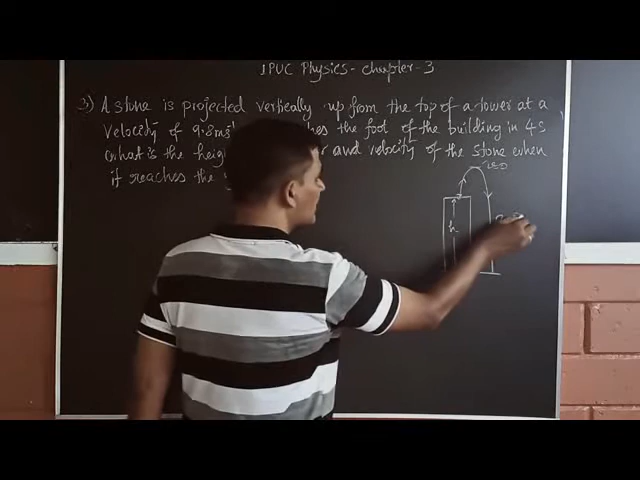 1PUC Physics - chapter - 3
3) A stone is projected vertically up from the top of a tower at a
velocity of 9.8ms⁻¹ the foot of the building in 4s
what is the and velocity of the stone when
it reaches the
h